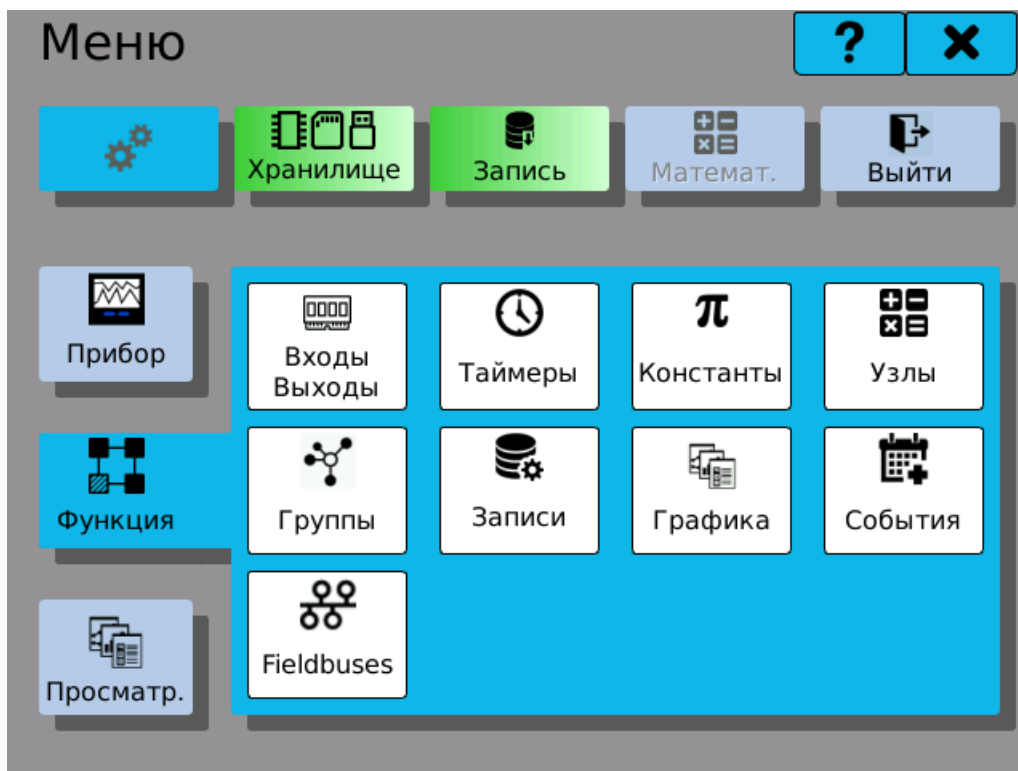 Меню
?
Хранилище
Запись
Математ.
Выйти
Прибор
Входы
Выходы
Таймеры
π
Константы
Узлы
Функция
Группы
Записи
Графика
События
Просматр.
Fieldbuses